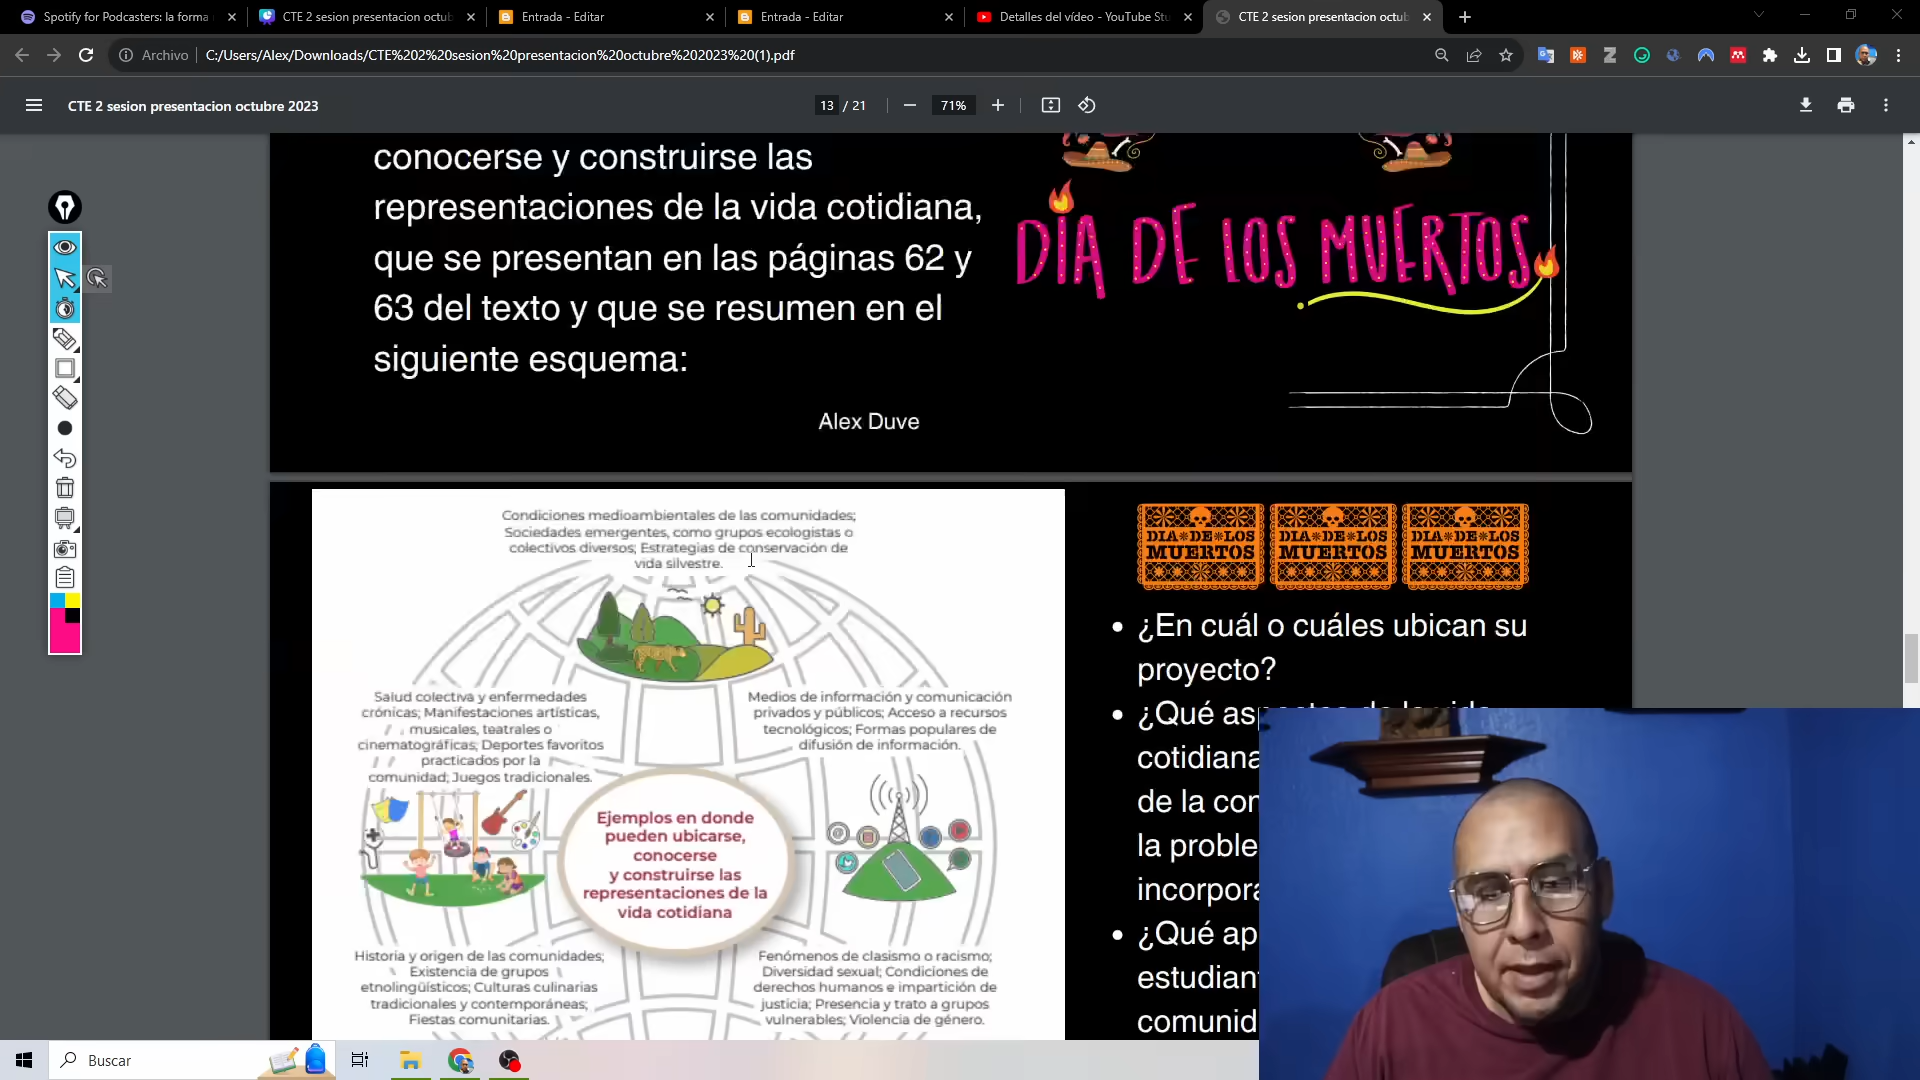 Spotify for Podcasters: la forma
CTE 2 sesion presentacion octub
Entrada - Editar
Entrada - Editar
Detalles del vídeo - YouTube Stu
CTE 2 sesion presentacion octub
Archivo
C:/Users/Alex/Downloads/CTE%202%20sesion%20presentacion%20octubre%202023%20(1).pdf
CTE 2 sesion presentacion octubre 2023
13 / 21
71%
conocerse y construirse las
representaciones de la vida cotidiana,
que se presentan en las páginas 62 y
63 del texto y que se resumen en el
siguiente esquema:
DIA DE LOS MUERTOS
Alex Duve
Condiciones medioambientales de las comunidades;
Sociedades emergentes, como grupos ecologistas o
colectivos diversos; Estrategias de conservación de
vida silvestre.
Salud colectiva y enfermedades
crónicas; Manifestaciones artísticas,
musicales, teatrales o
cinematográficas; Deportes favoritos
practicados por la
comunidad; Juegos tradicionales.
Medios de información y comunicación
privados y públicos; Acceso a recursos
tecnológicos; Formas populares de
difusión de información.
Ejemplos en donde
pueden ubicarse,
conocerse
y construirse las
representaciones de la
vida cotidiana
Historia y origen de las comunidades;
Existencia de grupos
etnolingüísticos; Culturas culinarias
tradicionales y contemporáneas;
Fiestas comunitarias.
Fenómenos de clasismo o racismo;
Diversidad sexual; Condiciones de
derechos humanos e impartición de
justicia; Presencia y trato a grupos
vulnerables; Violencia de género.
DIA DE LOS
MUERTOS
DIA DE LOS
MUERTOS
DIA DE LOS
MUERTOS
• ¿En cuál o cuáles ubican su
proyecto?
• ¿Qué aspectos de la vida
cotidiana
de la con
la proble
incorpora
• ¿Qué ap
estudian
comunid
Buscar